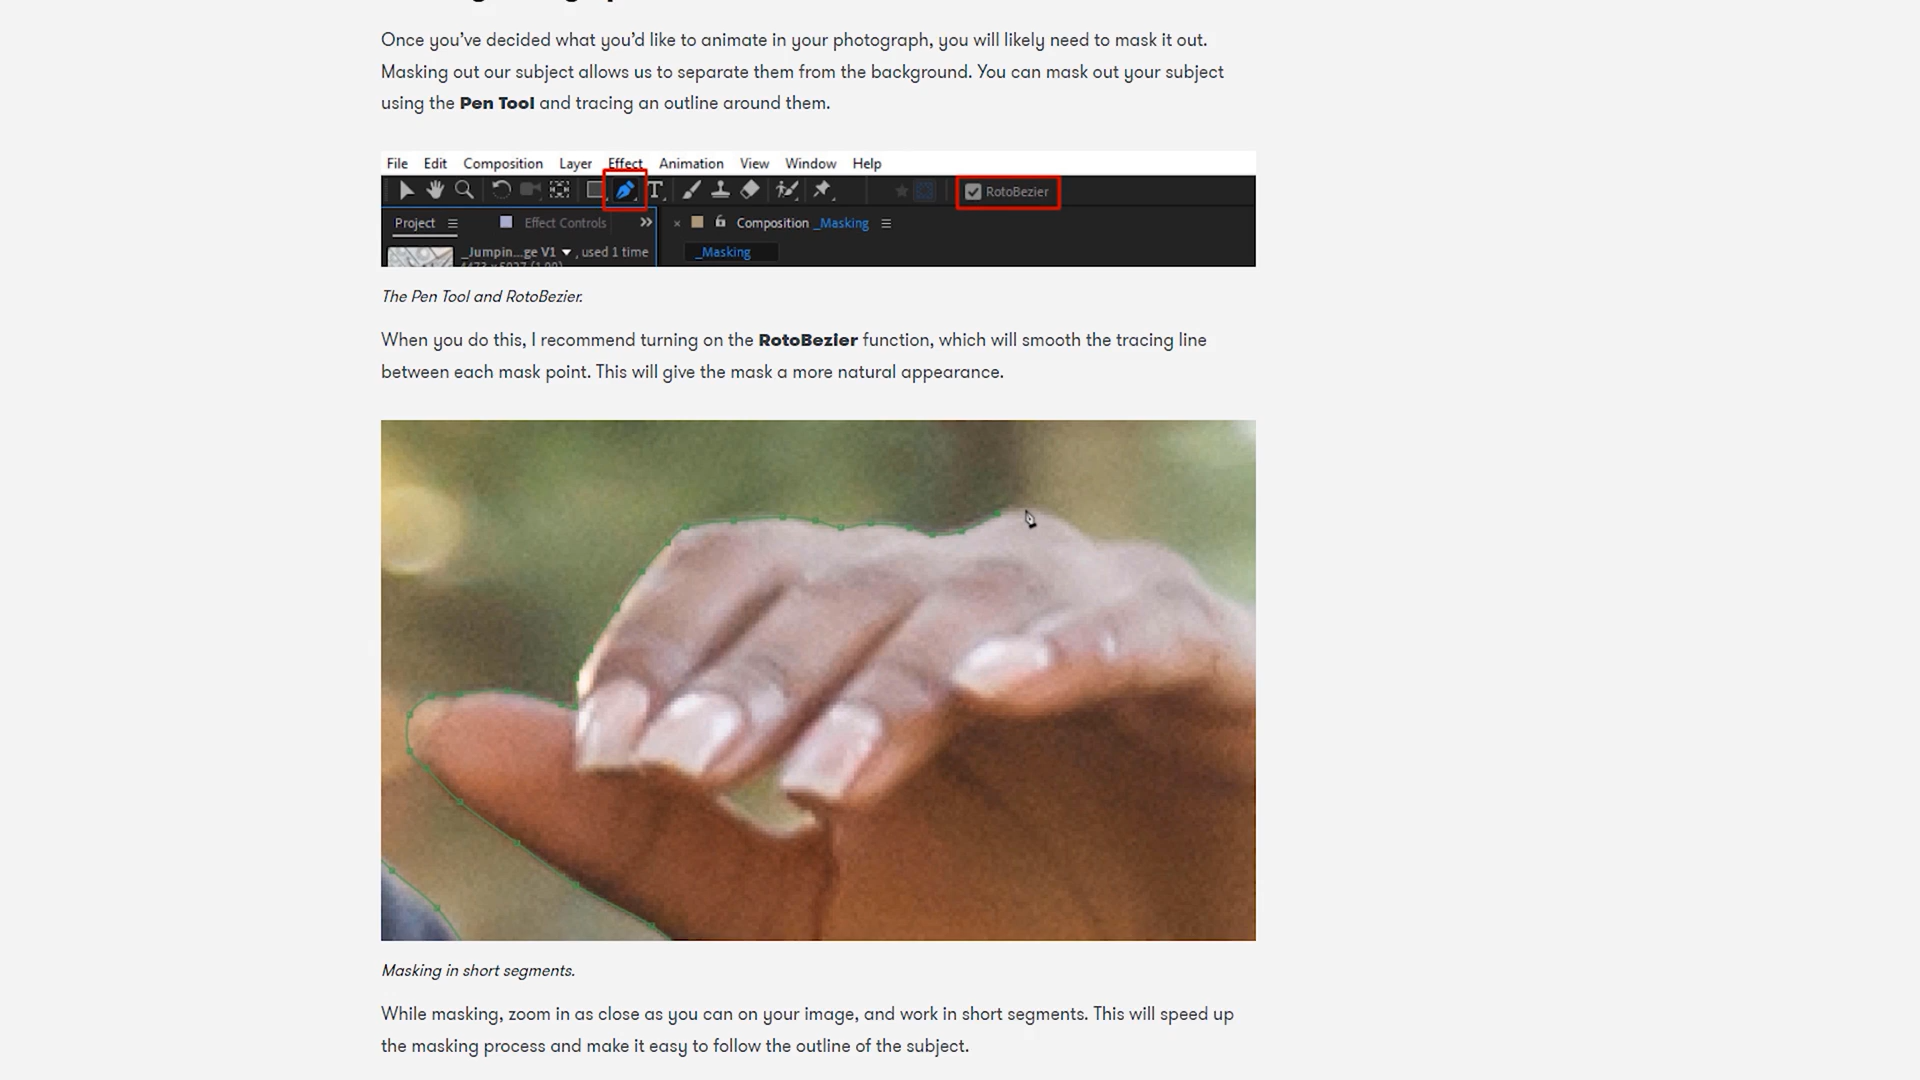 Once you’ve decided what you’d like to animate in your photograph, you will likely need to mask it out.
Masking out our subject allows us to separate them from the background. You can mask out your subject
using the Pen Tool and tracing an outline around them.
File Edit Composition Layer Effect Animation View Window Help
RotoBezier
Project Effect Controls Composition _Masking
_Jumpin...ge V1 , used 1 time _Masking
The Pen Tool and RotoBezier.
When you do this, I recommend turning on the RotoBezier function, which will smooth the tracing line
between each mask point. This will give the mask a more natural appearance.
Masking in short segments.
While masking, zoom in as close as you can on your image, and work in short segments. This will speed up
the masking process and make it easy to follow the outline of the subject.